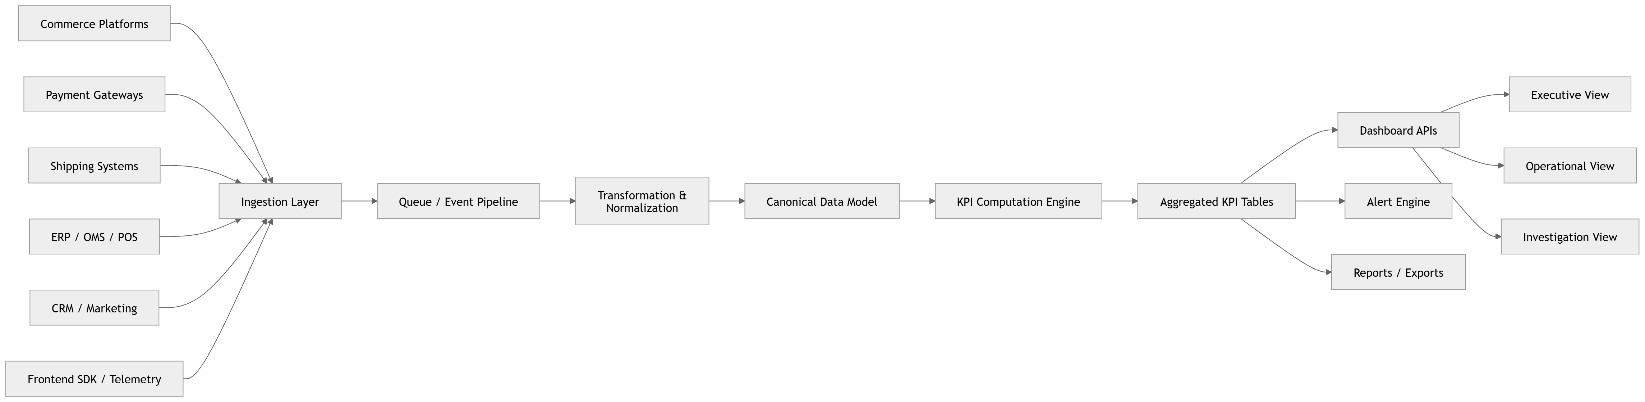 Commerce Platforms
Payment Gateways
Shipping Systems
ERP / OMS / POS
CRM / Marketing
Frontend SDK / Telemetry
Ingestion Layer
Queue / Event Pipeline
Transformation &
Normalization
Canonical Data Model
KPI Computation Engine
Aggregated KPI Tables
Dashboard APIs
Alert Engine
Reports / Exports
Executive View
Operational View
Investigation View